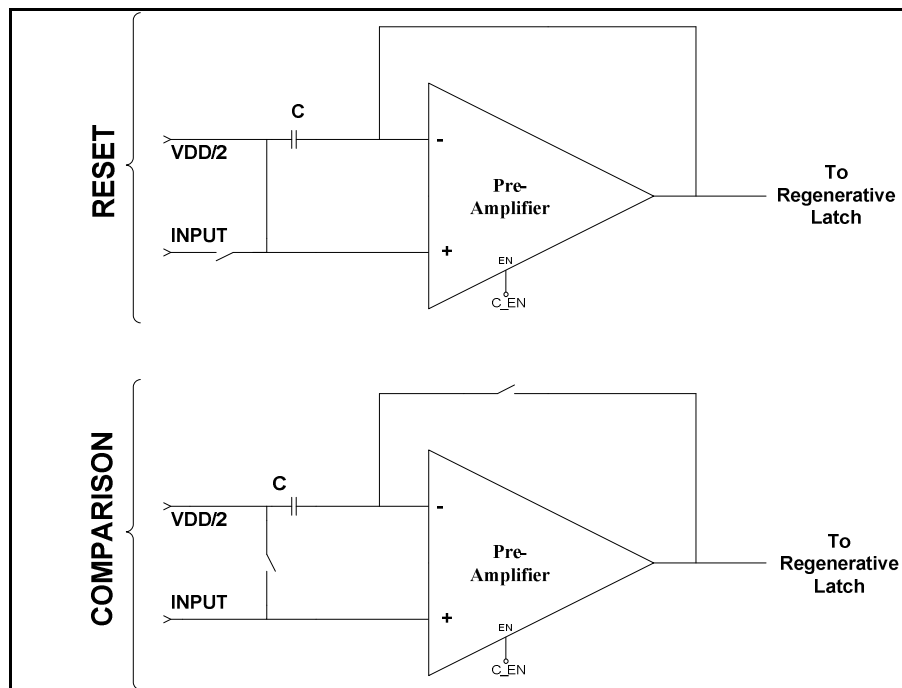 RESET
C
VDD/2
-
INPUT
+
Pre-
Amplifier
EN
C_EN
To
Regenerative
Latch
COMPARISON
C
VDD/2
-
INPUT
+
Pre-
Amplifier
EN
C_EN
To
Regenerative
Latch